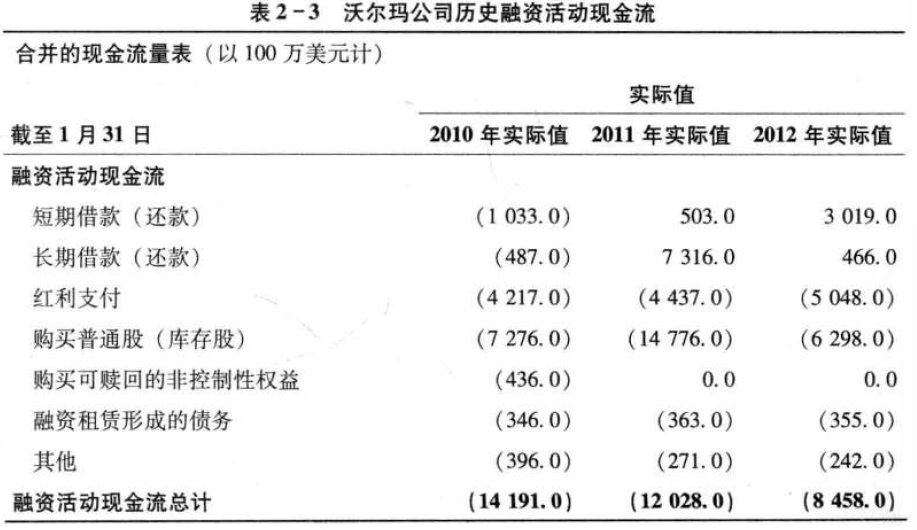 表 2-3 沃尔玛公司历史融资活动现金流
合并的现金流量表（以 100 万美元计）
实际值
截至 1 月 31 日 2010 年实际值 2011 年实际值 2012 年实际值
融资活动现金流
短期借款（还款） (1 033.0) 503.0 3 019.0
长期借款（还款） (487.0) 7 316.0 466.0
红利支付 (4 217.0) (4 437.0) (5 048.0)
购买普通股（库存股） (7 276.0) (14 776.0) (6 298.0)
购买可赎回的非控制性权益 (436.0) 0.0 0.0
融资租赁形成的债务 (346.0) (363.0) (355.0)
其他 (396.0) (271.0) (242.0)
融资活动现金流总计 (14 191.0) (12 028.0) (8 458.0)